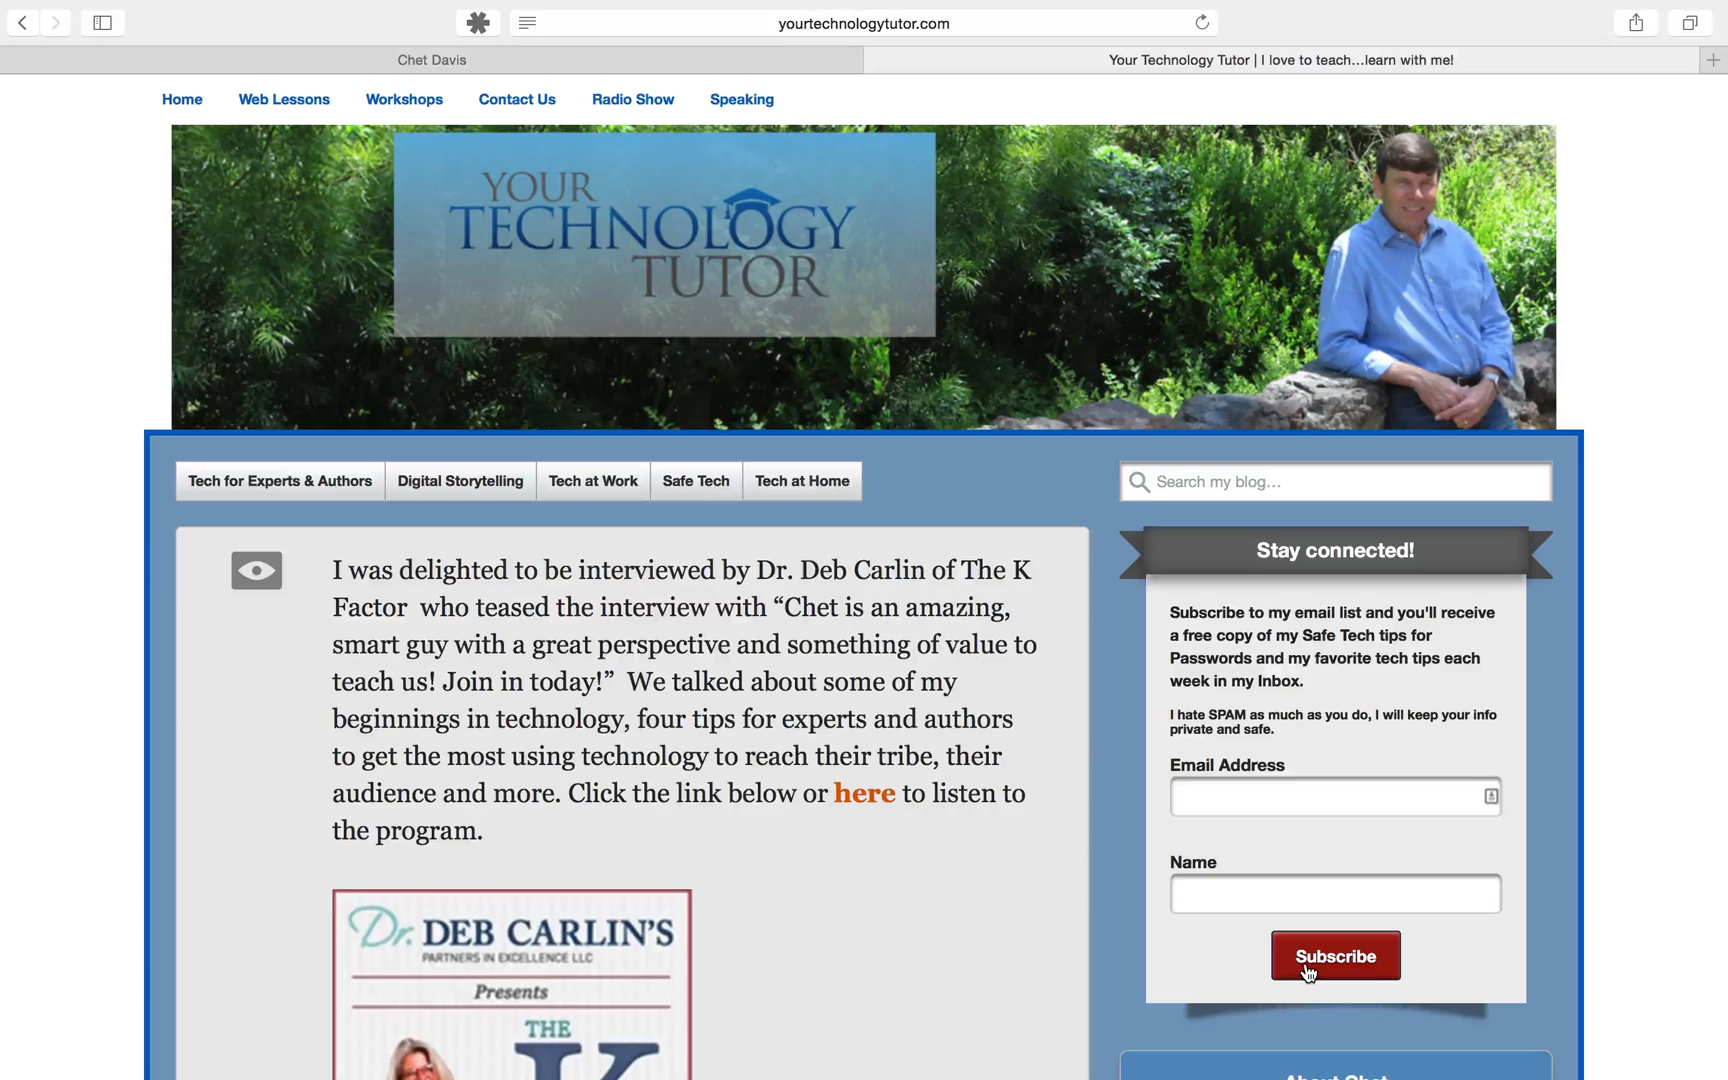 yourtechnologytutor.com
Chet Davis
Your Technology Tutor | I love to teach...learn with me!
Home Web Lessons Workshops Contact Us Radio Show Speaking
YOUR
TECHNOLOGY
TUTOR
Tech for Experts & Authors Digital Storytelling Tech at Work Safe Tech Tech at Home
Search my blog...
I was delighted to be interviewed by Dr. Deb Carlin of The K
Factor who teased the interview with “Chet is an amazing,
smart guy with a great perspective and something of value to
teach us! Join in today!” We talked about some of my
beginnings in technology, four tips for experts and authors
to get the most using technology to reach their tribe, their
audience and more. Click the link below or here to listen to
the program.
Dr. DEB CARLIN'S
PARTNERS IN EXCELLENCE LLC
Presents
THE
K
Stay connected!
Subscribe to my email list and you'll receive
a free copy of my Safe Tech tips for
Passwords and my favorite tech tips each
week in my Inbox.
I hate SPAM as much as you do, I will keep your info
private and safe.
Email Address
Name
Subscribe
About Chet